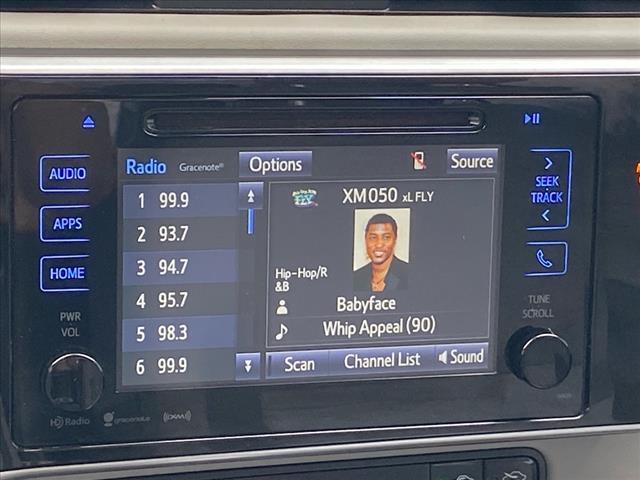 AUDIO
APPS
HOME
PWR
VOL
HD Radio
gracenote
((XM))
Radio Gracenote® Options Source
1 99.9
2 93.7
3 94.7
4 95.7
5 98.3
6 99.9
FLY
XM050 xL FLY
Hip-Hop/R
&B
Babyface
Whip Appeal (90)
Scan Channel List Sound
SEEK
TRACK
TUNE
SCROLL